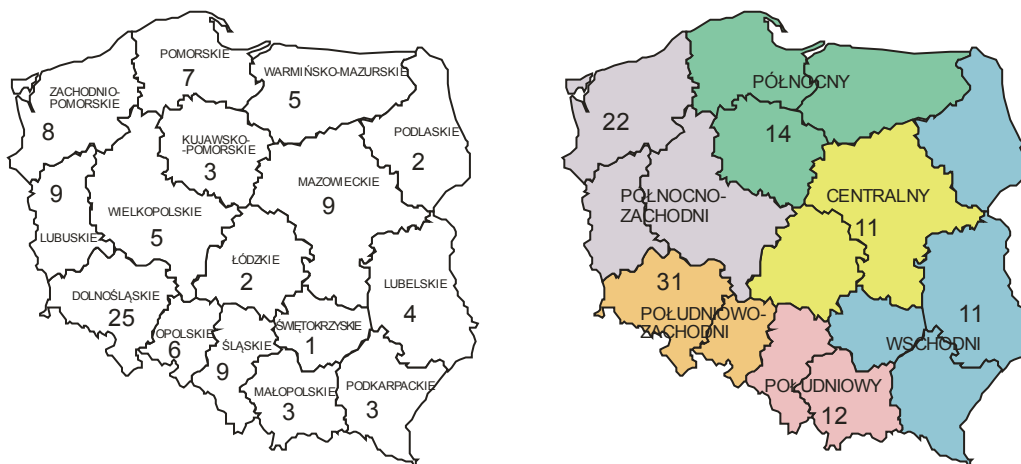 POMORSKIE
7
WARMIŃSKO-MAZURSKIE
5
ZACHODNIO-
POMORSKIE
8
KUJAWSKO-
-POMORSKIE
3
PODLASKIE
2
MAZOWIECKIE
9
9
LUBUSKIE
WIELKOPOLSKIE
5
ŁÓDZKIE
2
LUBELSKIE
4
DOLNOŚLĄSKIE
25
OPOLSKIE
6
ŚLĄSKIE
9
ŚWIĘTOKRZYSKIE
1
MAŁOPOLSKIE
3
PODKARPACKIE
3
PÓŁNOCNY
14
22
PÓŁNOCNO-
ZACHODNI
CENTRALNY
11
31
POŁUDNIOWO-
ZACHODNI
11
WSCHODNI
POŁUDNIOWY
12